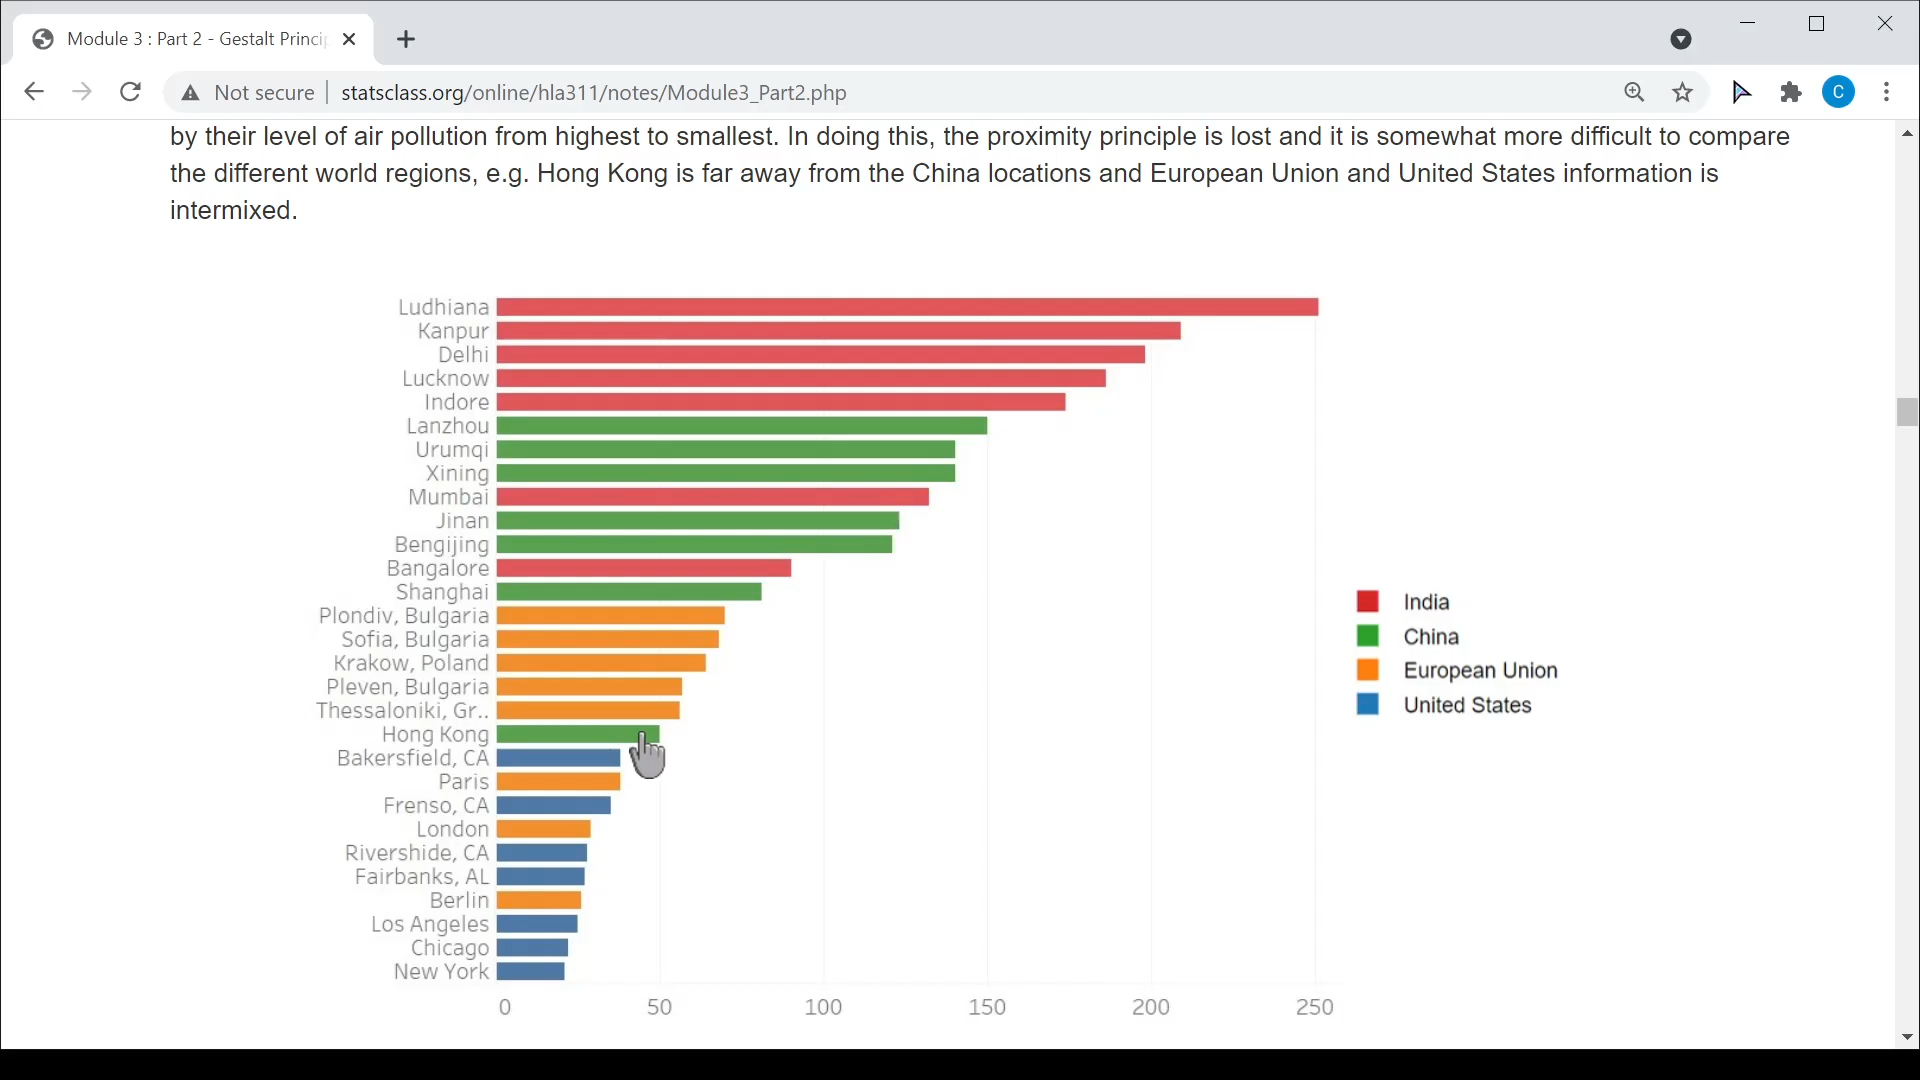 Module 3 : Part 2 - Gestalt Princip
Not secure
statsclass.org/online/hla311/notes/Module3_Part2.php
C
by their level of air pollution from highest to smallest. In doing this, the proximity principle is lost and it is somewhat more difficult to compare
the different world regions, e.g. Hong Kong is far away from the China locations and European Union and United States information is
intermixed.
Ludhiana
Kanpur
Delhi
Lucknow
Indore
Lanzhou
Urumqi
Xining
Mumbai
Jinan
Bengijing
Bangalore
Shanghai
Plondiv, Bulgaria
Sofia, Bulgaria
Krakow, Poland
Pleven, Bulgaria
Thessaloniki, Gr..
Hong Kong
Bakersfield, CA
Paris
Frenso, CA
London
Rivershide, CA
Fairbanks, AL
Berlin
Los Angeles
Chicago
New York
0 50 100 150 200 250
India
China
European Union
United States